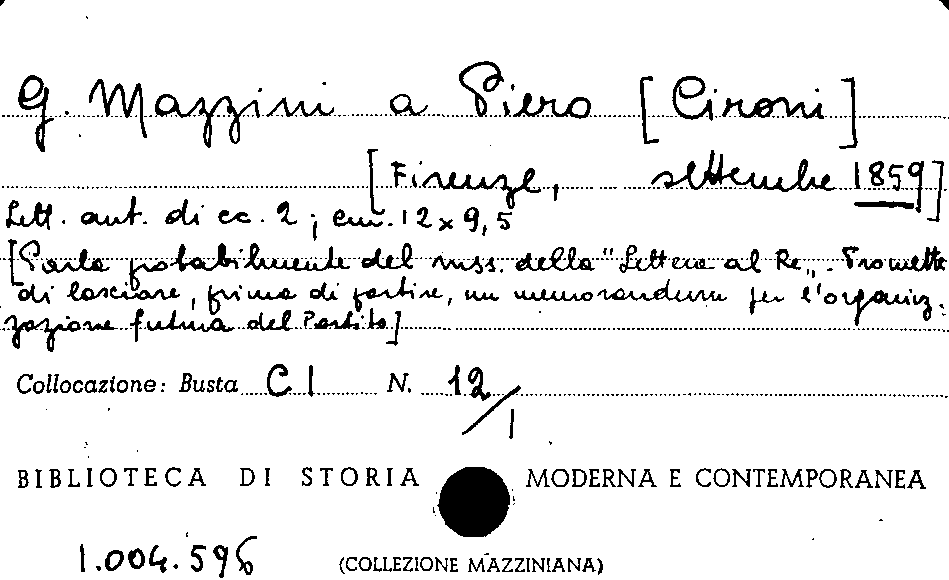 G. Mazzini a Piero [Cironi]
[Firenze, settembre 1859]
Lett. aut. di cc. 2; cm. 12 x 9,5
[Parla probabilmente del mss. della "Lettera al Re". Promette
di lasciare, prima di partire, un memorandum per l'organiz-
zazione futura del Partito]
Collocazione: Busta C I N. 12/1
BIBLIOTECA DI STORIA MODERNA E CONTEMPORANEA
1.004.596
(COLLEZIONE MAZZINIANA)